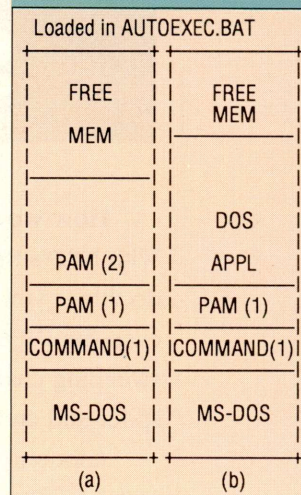 Loaded in AUTOEXEC.BAT
FREE FREE
MEM
MEM
DOS
PAM (2) APPL
PAM (1) PAM (1)
COMMAND(1) COMMAND(1)
MS-DOS MS-DOS
(a) (b)